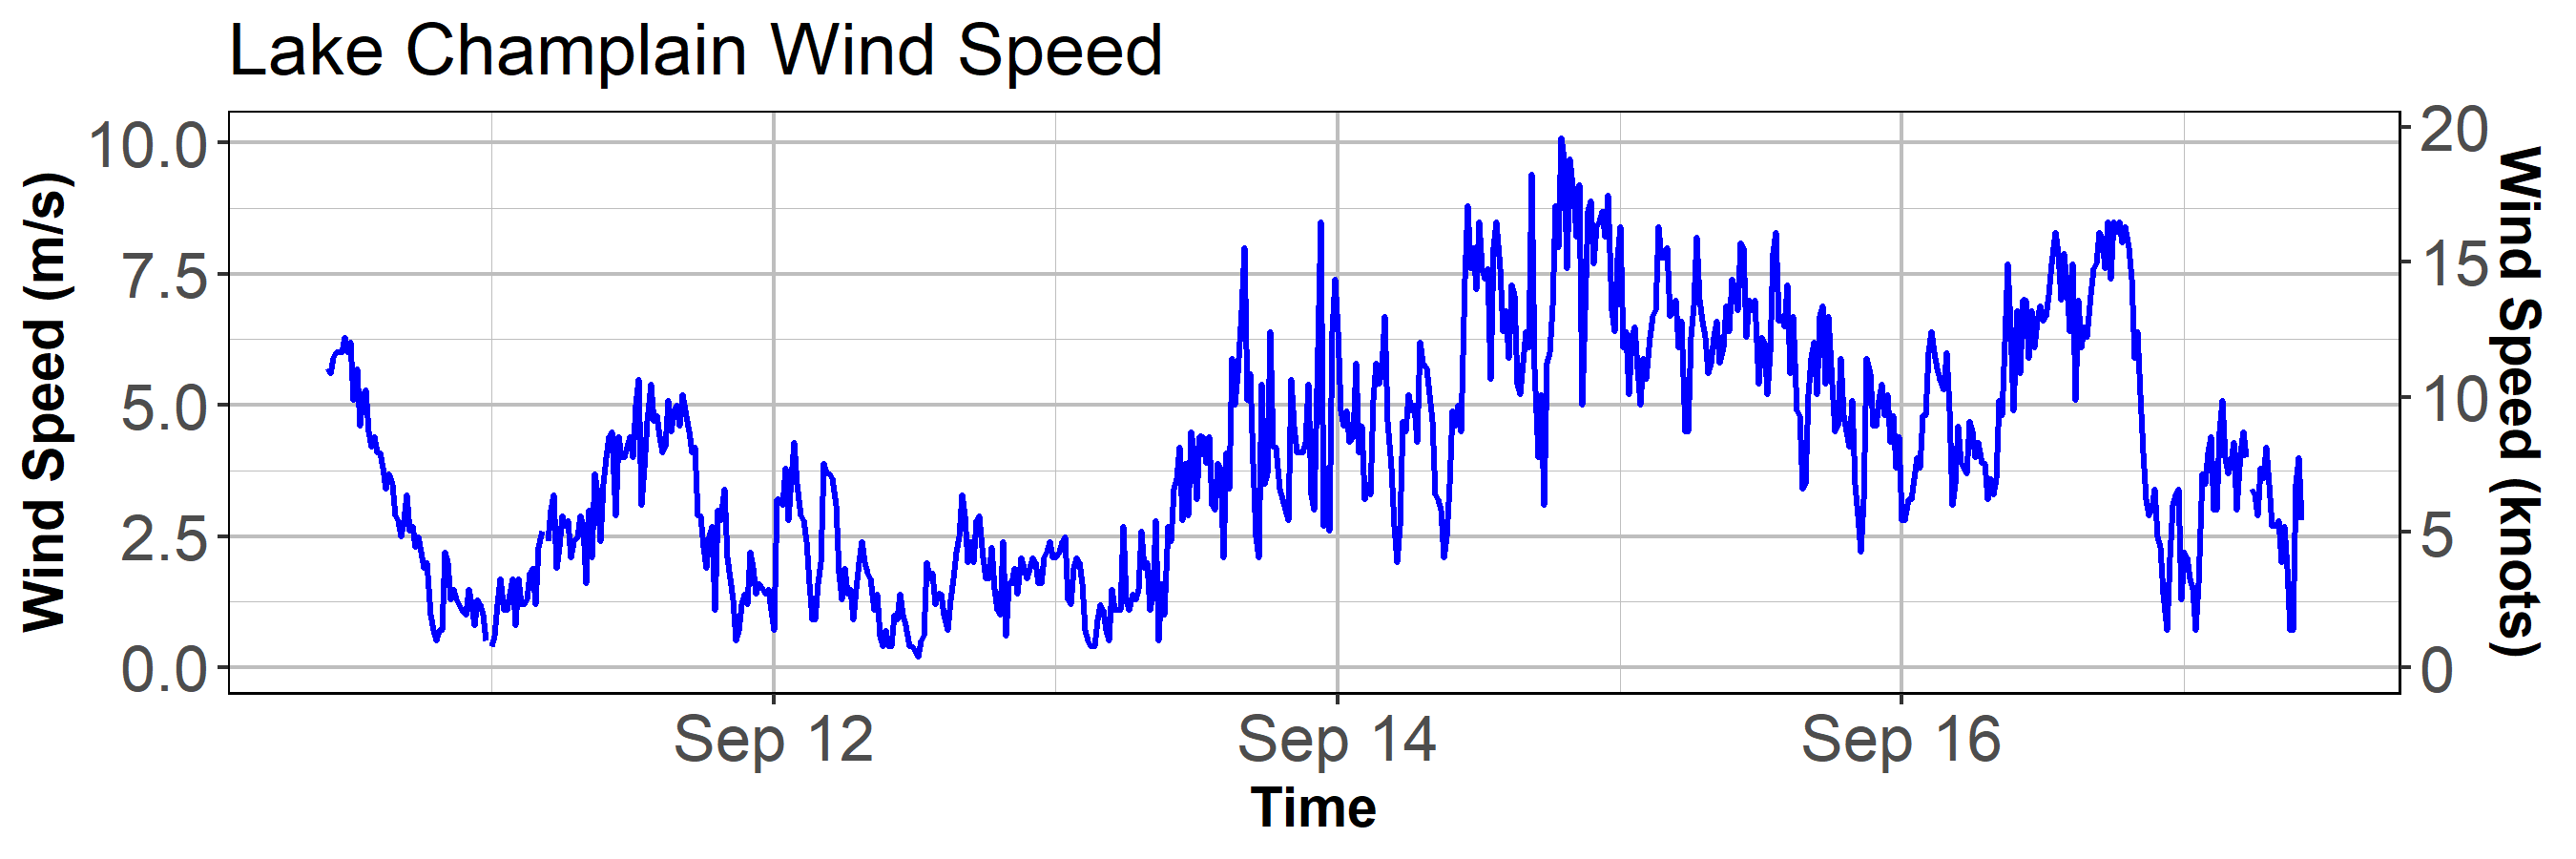 Lake Champlain Wind Speed
Wind Speed (m/s)
10.0
7.5
5.0
2.5
0.0
20
15
10
5
0
Wind Speed (knots)
Sep 12
Sep 14
Sep 16
Time